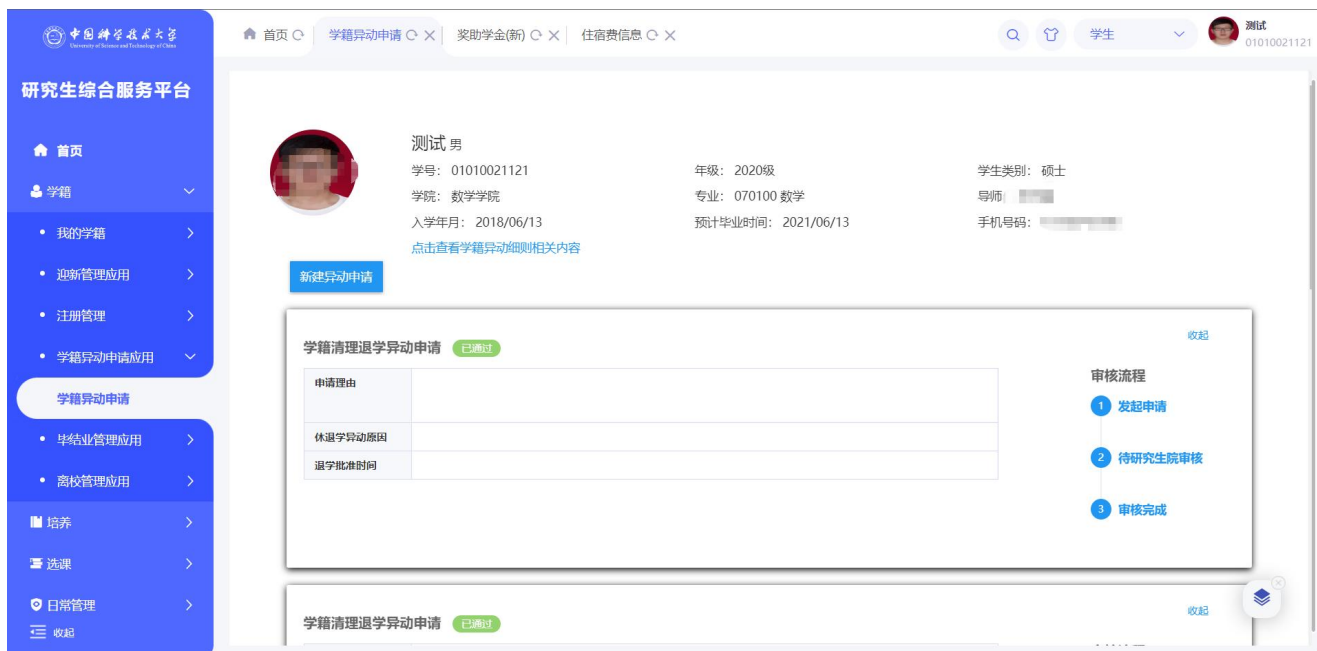 中国科学技术大学
University of Science and Technology of China
首页
学籍异动申请
奖助学金(新)
住宿费信息
学生
测试
01010021121
研究生综合服务平台
首页
学籍
我的学籍
迎新管理应用
注册管理
学籍异动申请应用
学籍异动申请
毕结业管理应用
离校管理应用
培养
选课
日常管理
收起
测试 男
学号: 01010021121 年级: 2020级 学生类别: 硕士
学院: 数学学院 专业: 070100 数学 导师
入学年月: 2018/06/13 预计毕业时间: 2021/06/13 手机号码:
点击查看学籍异动细则相关内容
新建异动申请
收起
学籍清理退学异动申请 已通过
申请理由
休退学异动原因
退学批准时间
审核流程
1 发起申请
2 待研究生院审核
3 审核完成
收起
学籍清理退学异动申请 已通过